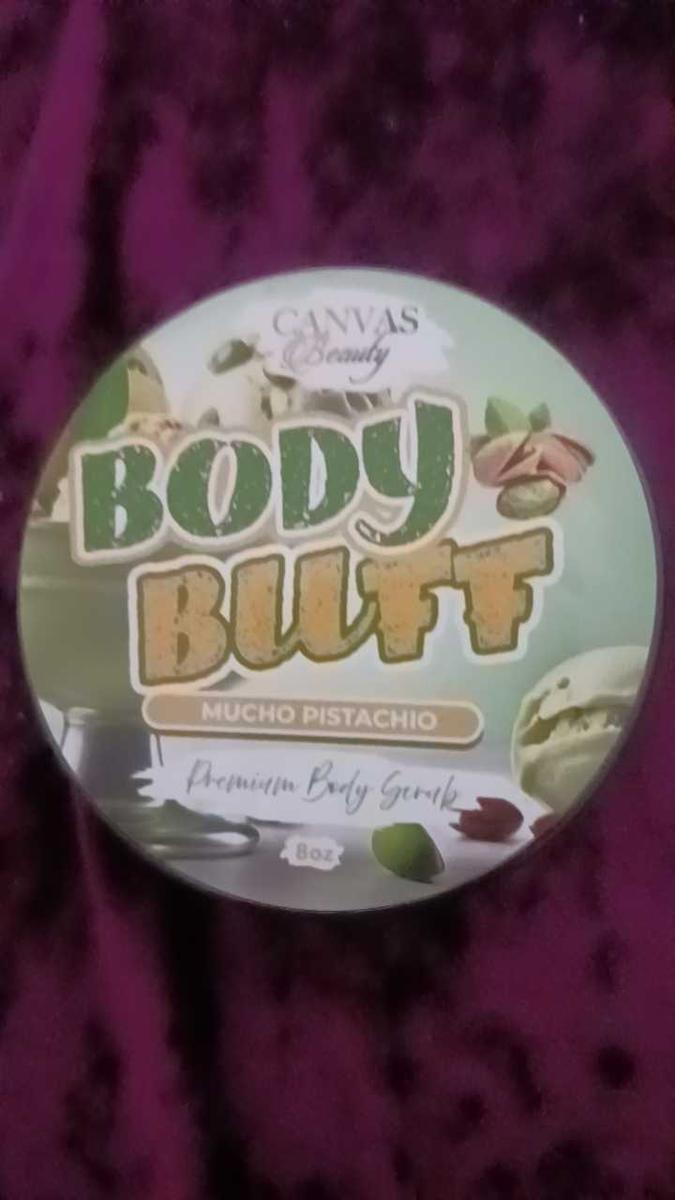 CANVAS
Beauty
BODY
BUFF
MUCHO PISTACHIO
Premium Body Scrub
8oz